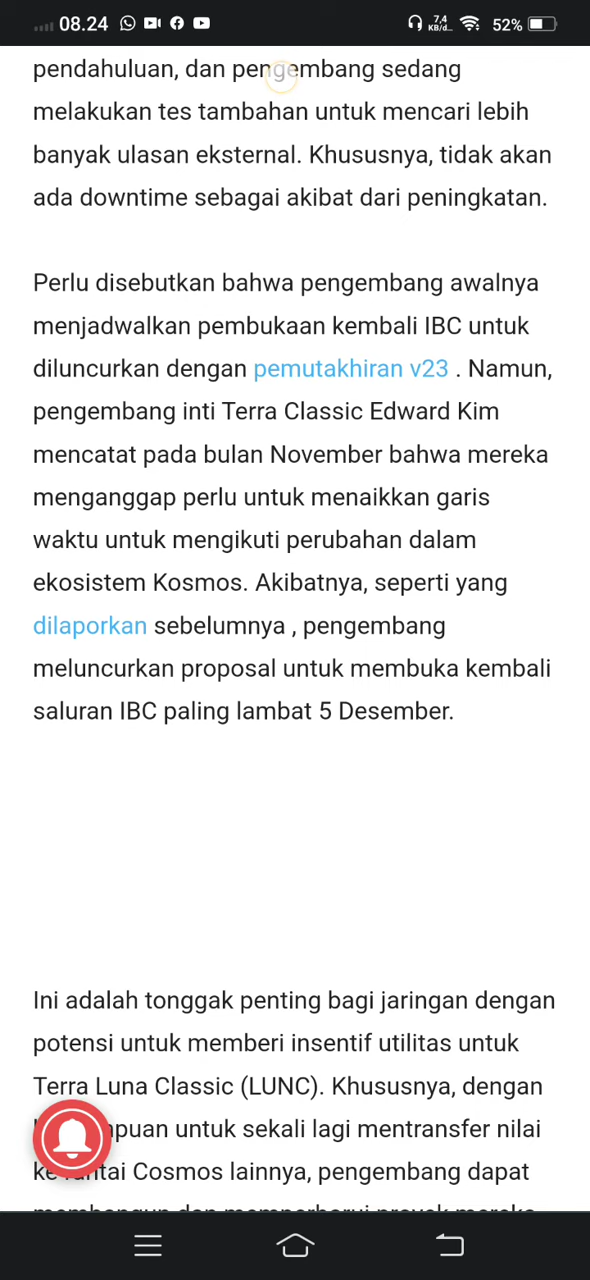 08.24 7,4 KB/d... 52%
pendahuluan, dan pengembang sedang
melakukan tes tambahan untuk mencari lebih
banyak ulasan eksternal. Khususnya, tidak akan
ada downtime sebagai akibat dari peningkatan.
Perlu disebutkan bahwa pengembang awalnya
menjadwalkan pembukaan kembali IBC untuk
diluncurkan dengan pemutakhiran v23 . Namun,
pengembang inti Terra Classic Edward Kim
mencatat pada bulan November bahwa mereka
menganggap perlu untuk menaikkan garis
waktu untuk mengikuti perubahan dalam
ekosistem Kosmos. Akibatnya, seperti yang
dilaporkan sebelumnya , pengembang
meluncurkan proposal untuk membuka kembali
saluran IBC paling lambat 5 Desember.
Ini adalah tonggak penting bagi jaringan dengan
potensi untuk memberi insentif utilitas untuk
Terra Luna Classic (LUNC). Khususnya, dengan
untuk sekali lagi mentransfer nilai
ke Cosmos lainnya, pengembang dapat